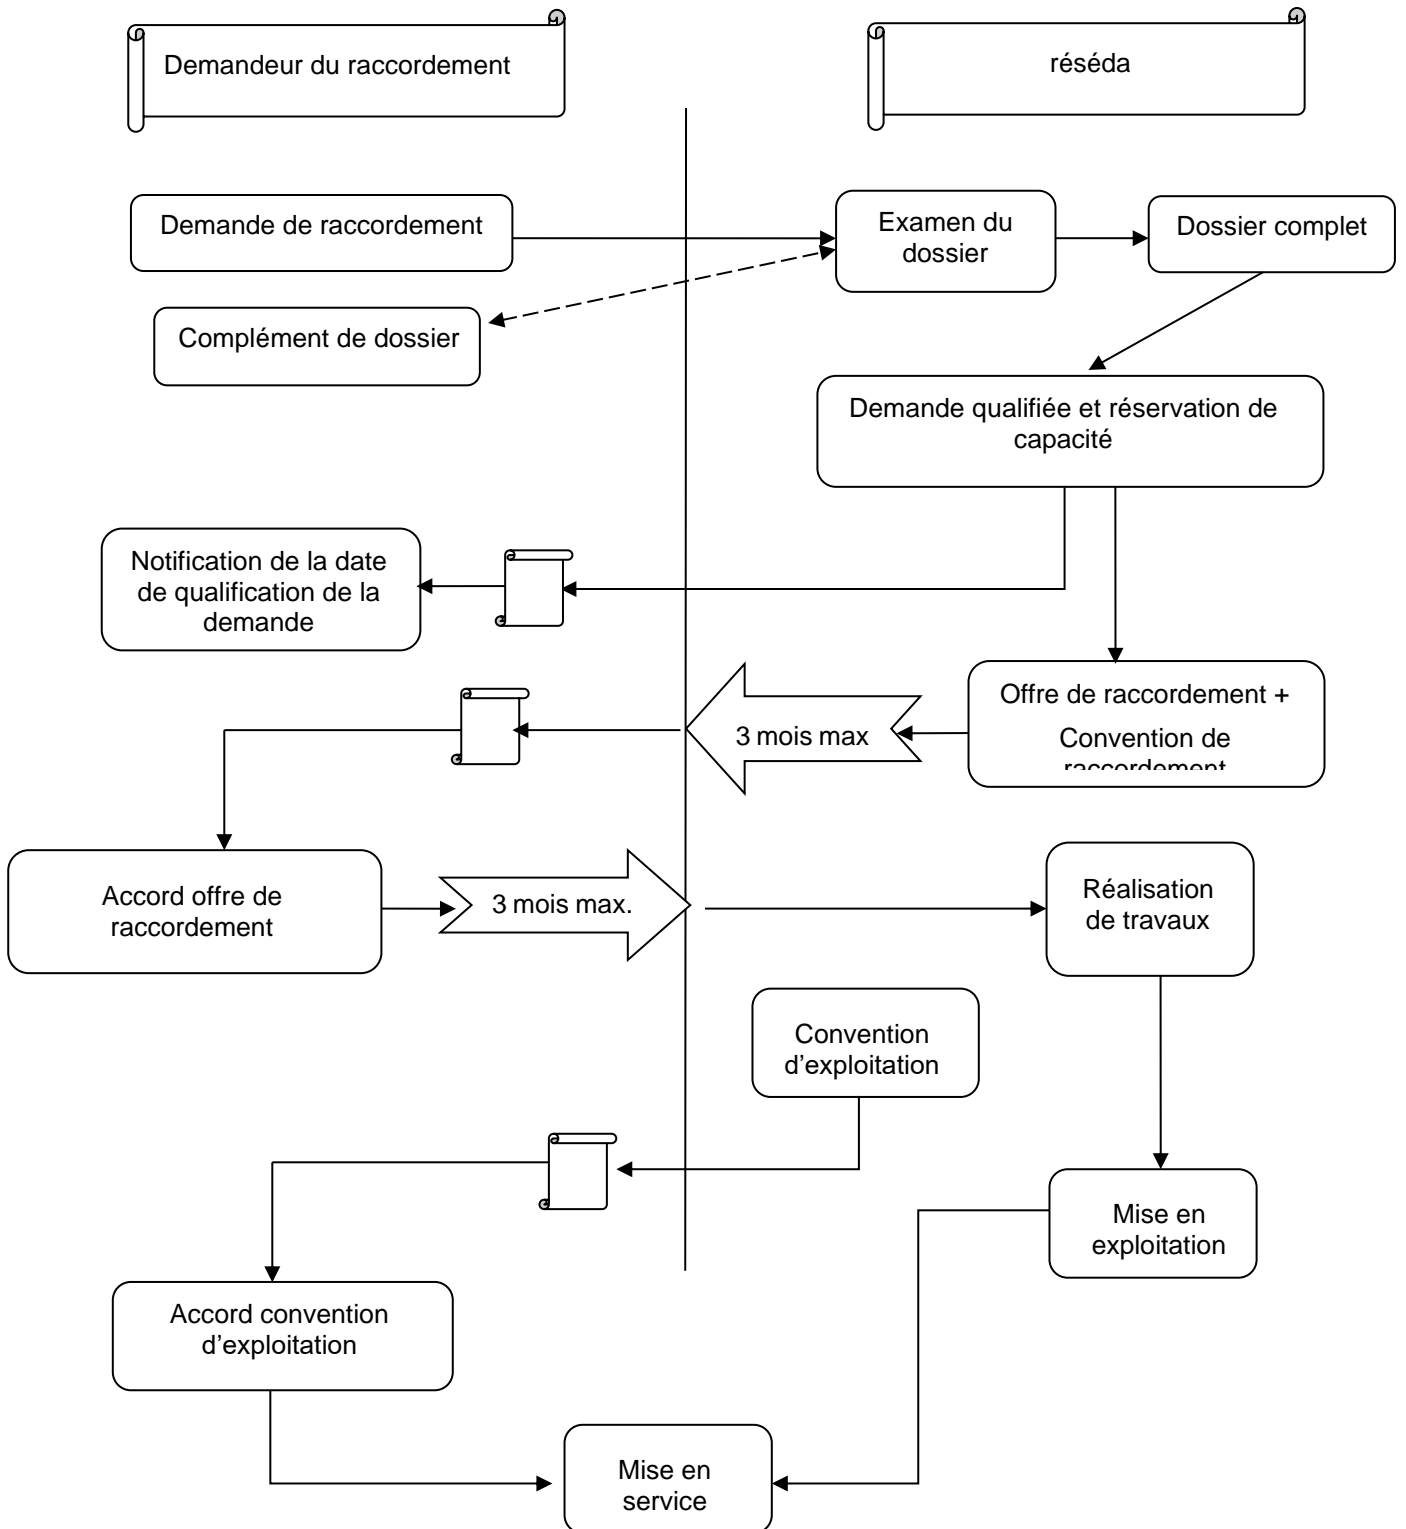 Demandeur du raccordement
réséda
Demande de raccordement
Examen du
dossier
Dossier complet
Complément de dossier
Demande qualifiée et réservation de
capacité
Notification de la date
de qualification de la
demande
Offre de raccordement +
Convention de
raccordement
3 mois max
Accord offre de
raccordement
3 mois max.
Réalisation
de travaux
Convention
d'exploitation
Mise en
exploitation
Accord convention
d'exploitation
Mise en
service